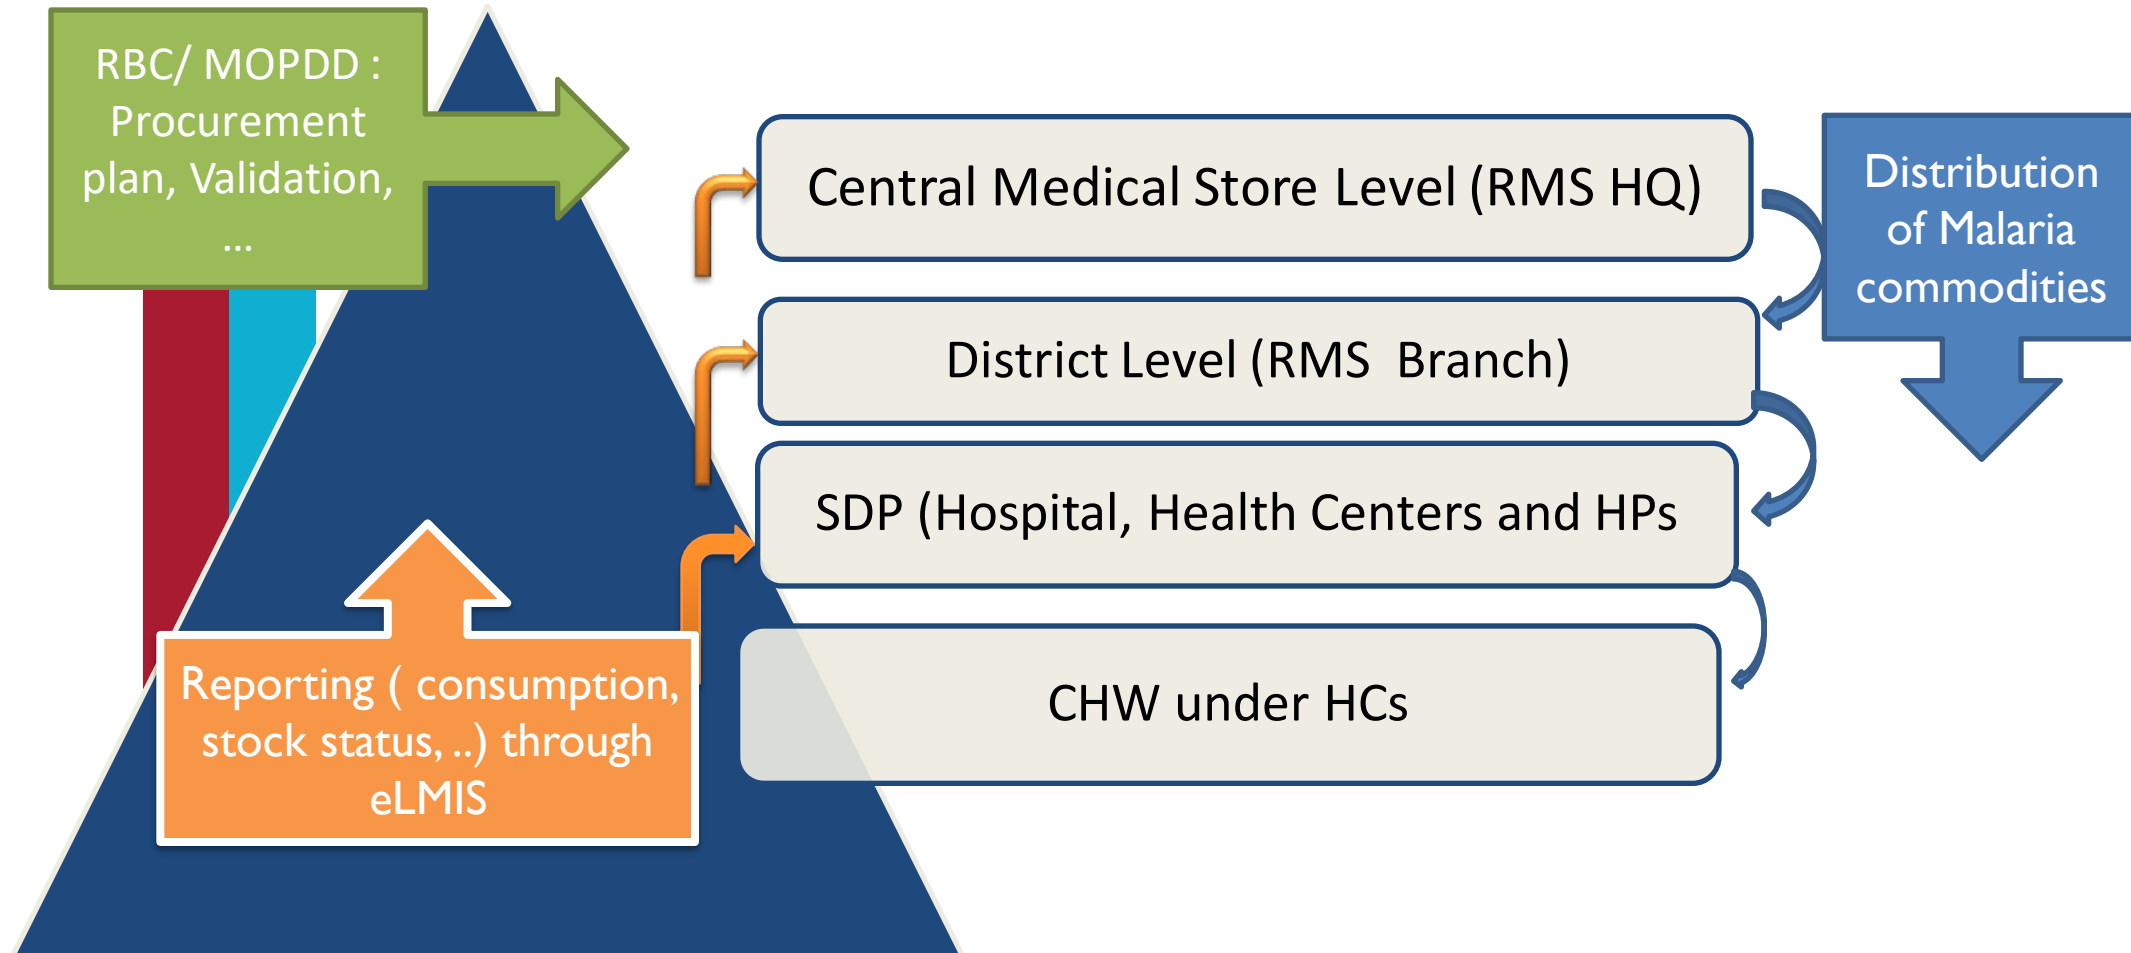 RBC/ MOPDD :
Procurement
plan, Validation,
...
Central Medical Store Level (RMS HQ)
Distribution
of Malaria
commodities
District Level (RMS  Branch)
SDP (Hospital, Health Centers and HPs
Reporting ( consumption,
stock status, ..) through
eLMIS
CHW under HCs